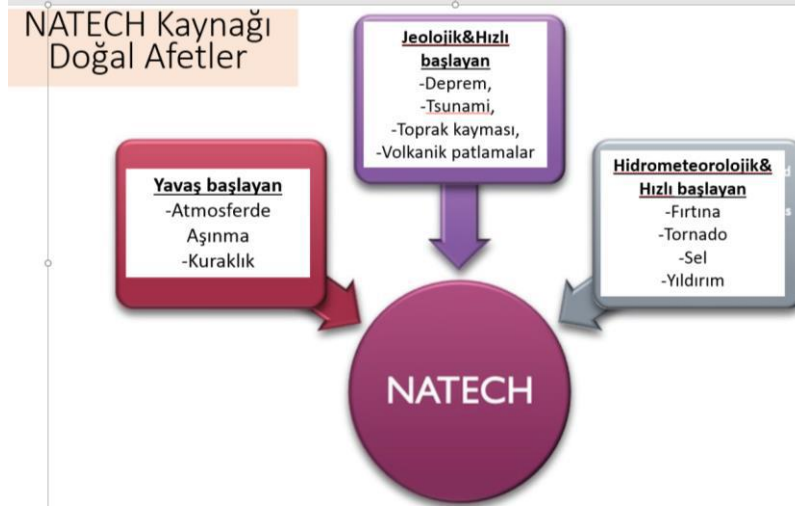 NATECH Kaynağı
Doğal Afetler
Jeolojik&Hızlı
başlayan
-Deprem,
-Tsunami,
-Toprak kayması,
-Volkanik patlamalar
Yavaş başlayan
-Atmosferde
Aşınma
-Kuraklık
Hidrometeorolojik&
Hızlı başlayan
-Fırtına
-Tornado
-Sel
-Yıldırım
NATECH